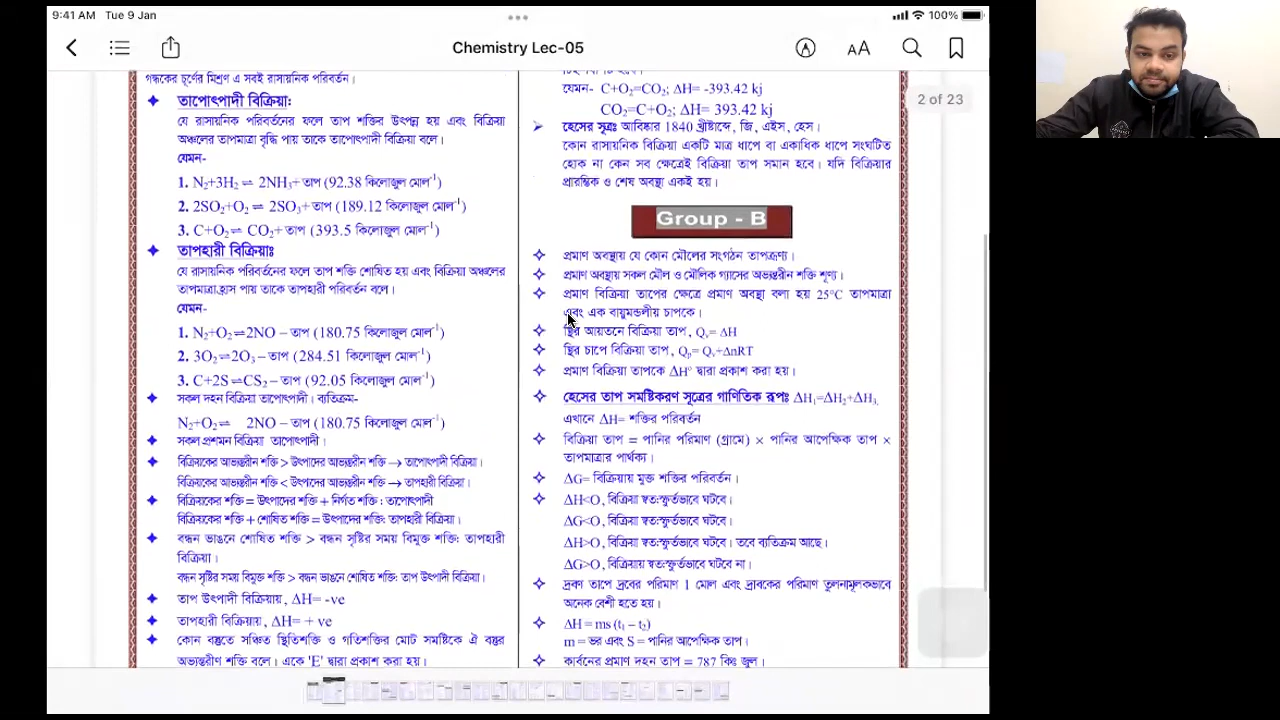 9:41 AM Tue 9 Jan
100%
Chemistry Lec-05
2 of 23
গন্ধকের চূর্ণের মিশ্রণ এ সবই রাসায়নিক পরিবর্তন।
তাপোৎপাদী বিক্রিয়া:
যে রাসায়নিক পরিবর্তনের ফলে তাপ শক্তির উৎপন্ন হয় এবং বিক্রিয়া
অঞ্চলের তাপমাত্রা বৃদ্ধি পায় তাকে তাপোৎপাদী বিক্রিয়া বলে।
যেমন-
1. N₂+3H₂ ⇌ 2NH₃+ তাপ (92.38 কিলোজুল মোল⁻¹)
2. 2SO₂+O₂ ⇌ 2SO₃+ তাপ (189.12 কিলোজুল মোল⁻¹)
3. C+O₂⇌ CO₂+ তাপ (393.5 কিলোজুল মোল⁻¹)
তাপহারী বিক্রিয়াঃ
যে রাসায়নিক পরিবর্তনের ফলে তাপ শক্তি শোষিত হয় এবং বিক্রিয়া অঞ্চলের
তাপমাত্রা হ্রাস পায় তাকে তাপহারী পরিবর্তন বলে।
যেমন-
1. N₂+O₂⇌2NO – তাপ (180.75 কিলোজুল মোল⁻¹)
2. 3O₂⇌2O₃ – তাপ (284.51 কিলোজুল মোল⁻¹)
3. C+2S⇌CS₂ – তাপ (92.05 কিলোজুল মোল⁻¹)
সকল দহন বিক্রিয়া তাপোৎপাদী। ব্যতিক্রম-
N₂+O₂⇌ 2NO – তাপ (180.75 কিলোজুল মোল⁻¹)
সকল প্রশমন বিক্রিয়া তাপোৎপাদী।
বিক্রিয়কের আভ্যন্তরীন শক্তি > উৎপাদের আভ্যন্তরীন শক্তি → তাপোৎপাদী বিক্রিয়া।
বিক্রিয়কের আভ্যন্তরীন শক্তি < উৎপাদের আভ্যন্তরীন শক্তি → তাপহারী বিক্রিয়া।
বিক্রিয়কের শক্তি = উৎপাদের শক্তি + নির্গত শক্তি : তাপোৎপাদী
বিক্রিয়কের শক্তি + শোষিত শক্তি = উৎপাদের শক্তি: তাপহারী বিক্রিয়া।
বন্ধন ভাঙনে শোষিত শক্তি > বন্ধন সৃষ্টির সময় বিমুক্ত শক্তি: তাপহারী
বিক্রিয়া।
বন্ধন সৃষ্টির সময় বিমুক্ত শক্তি > বন্ধন ভাঙনে শোষিত শক্তি: তাপ উৎপাদী বিক্রিয়া।
তাপ উৎপাদী বিক্রিয়ায়, ΔH= -ve
তাপহারী বিক্রিয়ায়, ΔH= + ve
কোন বস্তুতে সঞ্চিত স্থিতিশক্তি ও গতিশক্তির মোট সমষ্টিকে ঐ বস্তুর
অভ্যন্তরীণ শক্তি বলে। একে 'E' দ্বারা প্রকাশ করা হয়।
যেমন- C+O₂=CO₂; ΔH= -393.42 kj
CO₂=C+O₂; ΔH= 393.42 kj
হেসের সূত্রঃ আবিষ্কার 1840 খ্রীষ্টাব্দে, জি, এইস, হেস।
কোন রাসায়নিক বিক্রিয়া একটি মাত্র ধাপে বা একাধিক ধাপে সংঘটিত
হোক না কেন সব ক্ষেত্রেই বিক্রিয়া তাপ সমান হবে। যদি বিক্রিয়ার
প্রারম্ভিক ও শেষ অবস্থা একই হয়।
Group - B
প্রমাণ অবস্থায় যে কোন মৌলের সংগঠন তাপশূণ্য।
প্রমাণ অবস্থায় সকল মৌল ও মৌলিক গ্যাসের অভ্যন্তরীন শক্তি শূণ্য।
প্রমাণ বিক্রিয়া তাপের ক্ষেত্রে প্রমাণ অবস্থা বলা হয় 25°C তাপমাত্রা
এবং এক বায়ুমন্ডলীয় চাপকে।
স্থির আয়তনে বিক্রিয়া তাপ, Qᵥ= ΔH
স্থির চাপে বিক্রিয়া তাপ, Qₚ= Qᵥ+ΔnRT
প্রমাণ বিক্রিয়া তাপকে ΔH° দ্বারা প্রকাশ করা হয়।
হেসের তাপ সমষ্টিকরণ সূত্রের গাণিতিক রূপঃ ΔH₁=ΔH₂+ΔH₃,
এখানে ΔH= শক্তির পরিবর্তন
বিক্রিয়া তাপ = পানির পরিমাণ (গ্রামে) × পানির আপেক্ষিক তাপ ×
তাপমাত্রার পার্থক্য।
ΔG= বিক্রিয়ায় মুক্ত শক্তির পরিবর্তন।
ΔH<O, বিক্রিয়া স্বতঃস্ফুর্তভাবে ঘটবে।
ΔG<O, বিক্রিয়া স্বতঃস্ফুর্তভাবে ঘটবে।
ΔH>O, বিক্রিয়া স্বতঃস্ফুর্তভাবে ঘটবে। তবে ব্যতিক্রম আছে।
ΔG>O, বিক্রিয়ায় স্বতঃস্ফুর্তভাবে ঘটবে না।
দ্রবণ তাপে দ্রবের পরিমাণ 1 মোল এবং দ্রাবকের পরিমাণ তুলনামূলকভাবে
অনেক বেশী হতে হয়।
ΔH = ms (t₁ – t₂)
m = ভর এবং S = পানির আপেক্ষিক তাপ।
কার্বনের প্রমাণ দহন তাপ = 787 কিঃ জুল।